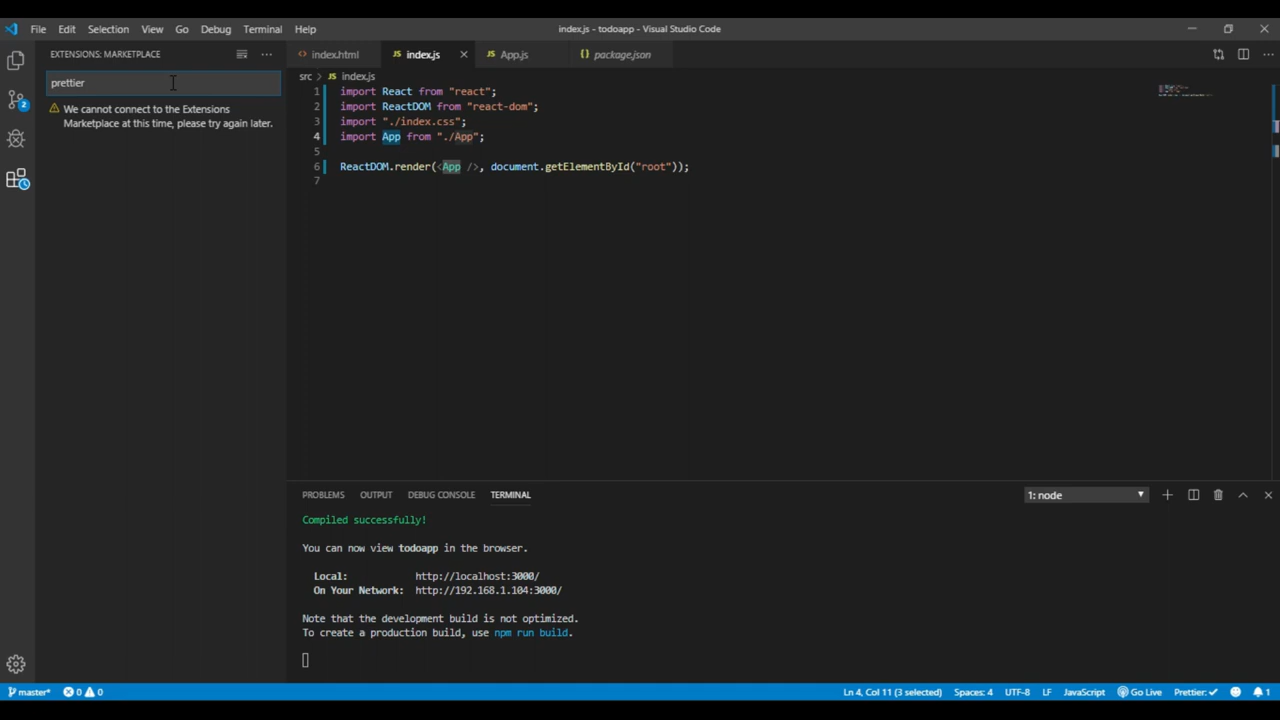 File Edit Selection View Go Debug Terminal Help
index.js - todoapp - Visual Studio Code
EXTENSIONS: MARKETPLACE
prettier
We cannot connect to the Extensions
Marketplace at this time, please try again later.
index.html
JS index.js
JS App.js
{} package.json
src > JS index.js
1 import React from "react";
2 import ReactDOM from "react-dom";
3 import "./index.css";
4 import App from "./App";
5
6 ReactDOM.render(<App />, document.getElementById("root"));
7
2
PROBLEMS OUTPUT DEBUG CONSOLE TERMINAL
1: node
Compiled successfully!
You can now view todoapp in the browser.
Local: http://localhost:3000/
On Your Network: http://192.168.1.104:3000/
Note that the development build is not optimized.
To create a production build, use npm run build.
master* 0 0
Ln 4, Col 11 (3 selected) Spaces: 4 UTF-8 LF JavaScript Go Live Prettier: ✓ 1